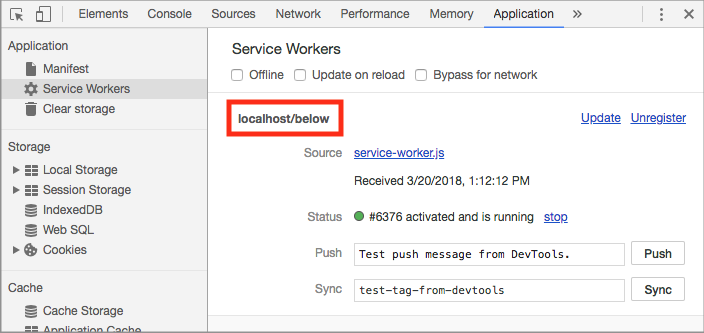 Elements Console Sources Network Performance Memory Application »
Application
Manifest
Service Workers
Clear storage
Storage
Local Storage
Session Storage
IndexedDB
Web SQL
Cookies
Cache
Cache Storage
Application Cache
Service Workers
Offline Update on reload Bypass for network
localhost/below Update Unregister
Source service-worker.js
Received 3/20/2018, 1:12:12 PM
Status #6376 activated and is running stop
Push Test push message from DevTools. Push
Sync test-tag-from-devtools Sync